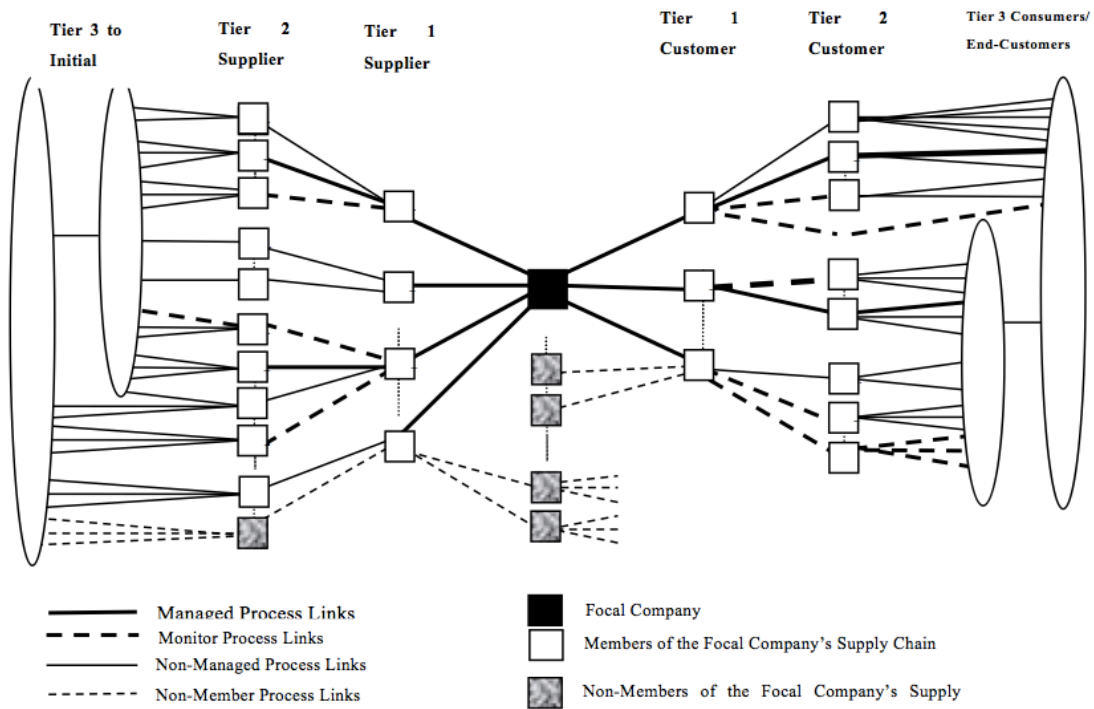 Tier 3 to
Initial
Tier 2
Supplier
Tier 1
Supplier
Tier 1
Customer
Tier 2
Customer
Tier 3 Consumers/
End-Customers
Managed Process Links
Monitor Process Links
Non-Managed Process Links
Non-Member Process Links
Focal Company
Members of the Focal Company's Supply Chain
Non-Members of the Focal Company's Supply